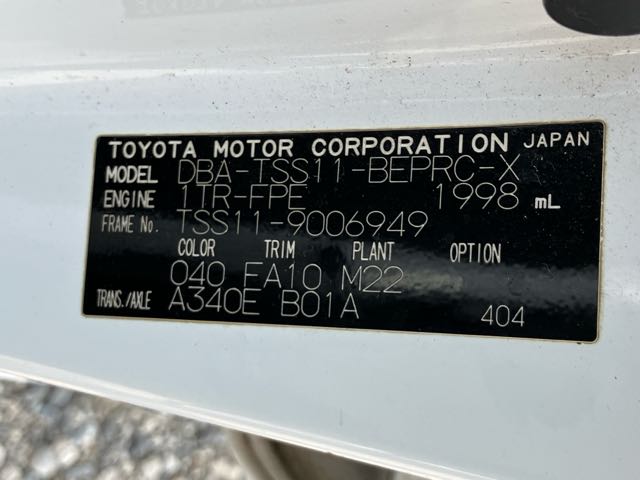 TOYOTA MOTOR CORPORATION JAPAN
MODEL DBA-TSS11-BEPRC-X
ENGINE 1TR-FPE 1998 mL
FRAME No. TSS11-9006949
COLOR TRIM PLANT OPTION
040 FA10 M22
TRANS./AXLE A340E B01A 404